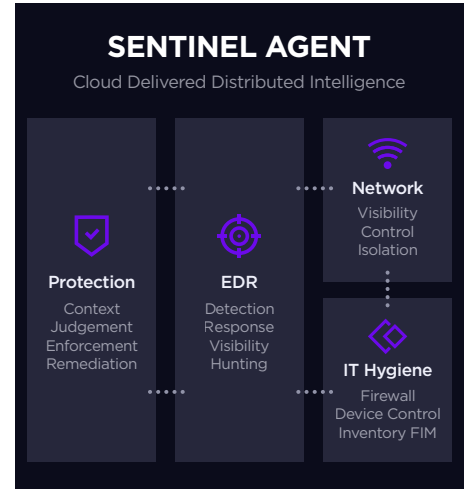 SENTINEL AGENT
Cloud Delivered Distributed Intelligence
Protection
Context
Judgement
Enforcement
Remediation
EDR
Detection
Response
Visibility
Hunting
Network
Visibility
Control
Isolation
IT Hygiene
Firewall
Device Control
Inventory FIM